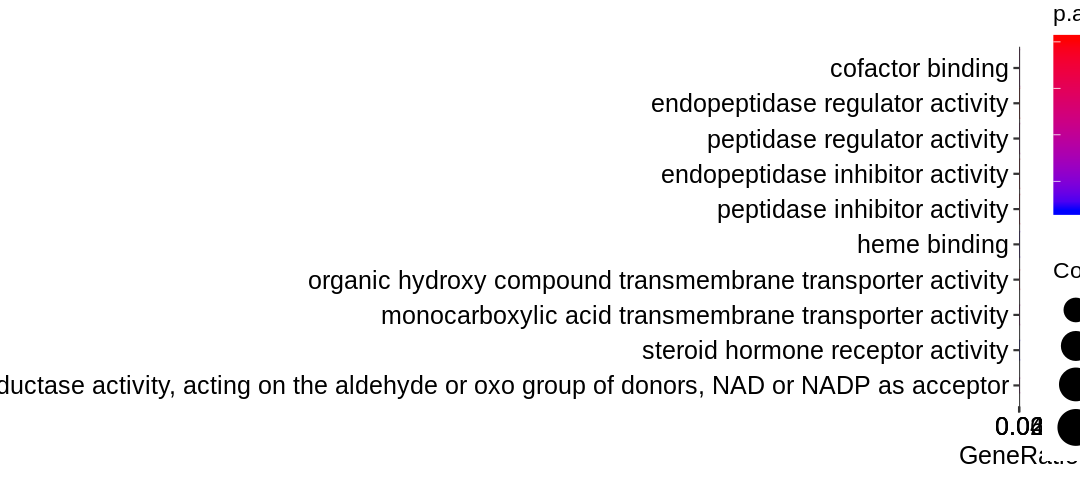 p.a
cofactor binding
endopeptidase regulator activity
peptidase regulator activity
endopeptidase inhibitor activity
peptidase inhibitor activity
heme binding
Co
organic hydroxy compound transmembrane transporter activity
monocarboxylic acid transmembrane transporter activity
steroid hormone receptor activity
ductase activity, acting on the aldehyde or oxo group of donors, NAD or NADP as acceptor
GeneRatio